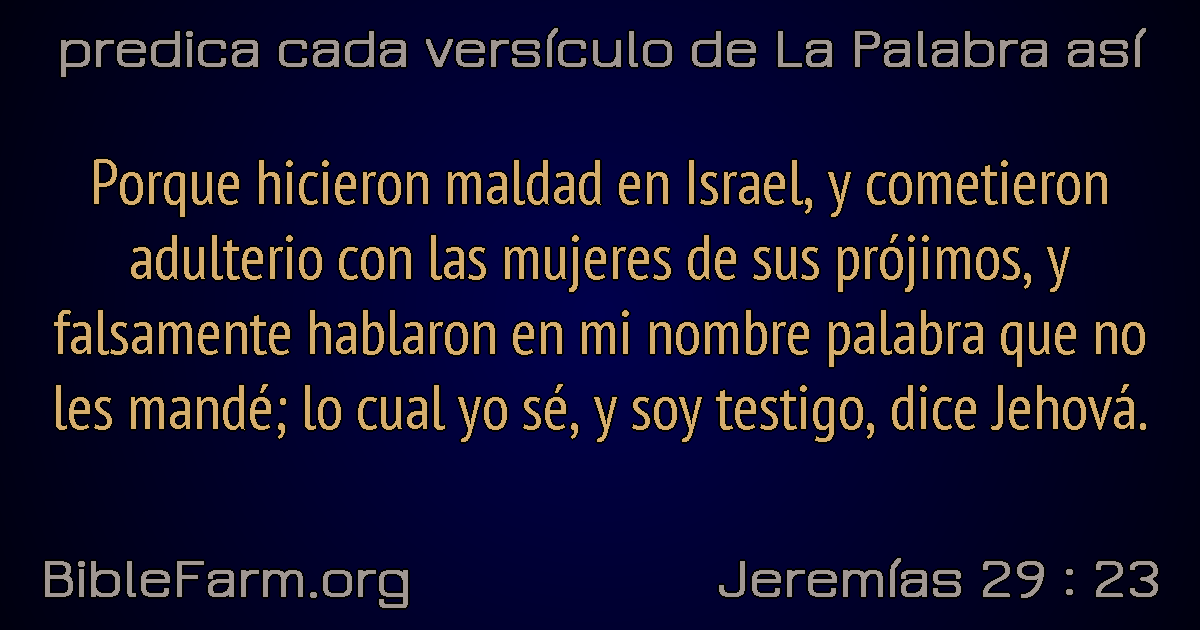 predica cada versículo de La Palabra así
Porque hicieron maldad en Israel, y cometieron
adulterio con las mujeres de sus prójimos, y
falsamente hablaron en mi nombre palabra que no
les mandé; lo cual yo sé, y soy testigo, dice Jehová.
BibleFarm.org
Jeremías 29 : 23